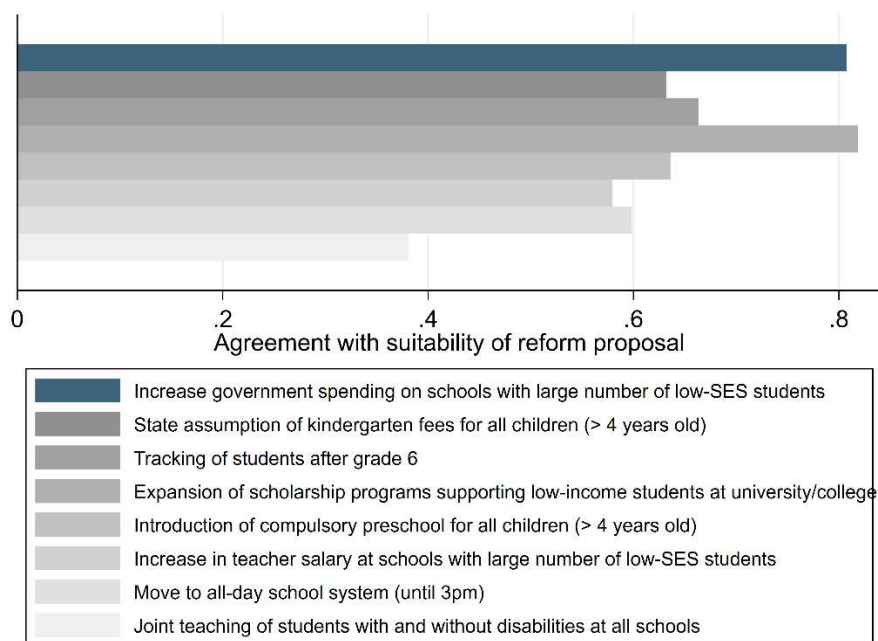 0 .2 .4 .6 .8
Agreement with suitability of reform proposal
Increase government spending on schools with large number of low-SES students
State assumption of kindergarten fees for all children (> 4 years old)
Tracking of students after grade 6
Expansion of scholarship programs supporting low-income students at university/college
Introduction of compulsory preschool for all children (> 4 years old)
Increase in teacher salary at schools with large number of low-SES students
Move to all-day school system (until 3pm)
Joint teaching of students with and without disabilities at all schools